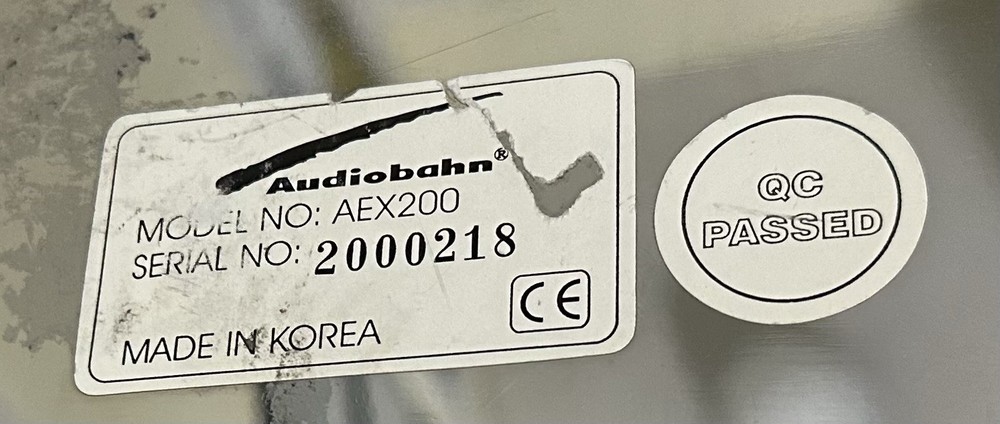 Audiobahn®
MODEL NO: AEX200
SERIAL NO: 2000218
CE
MADE IN KOREA
QC
PASSED